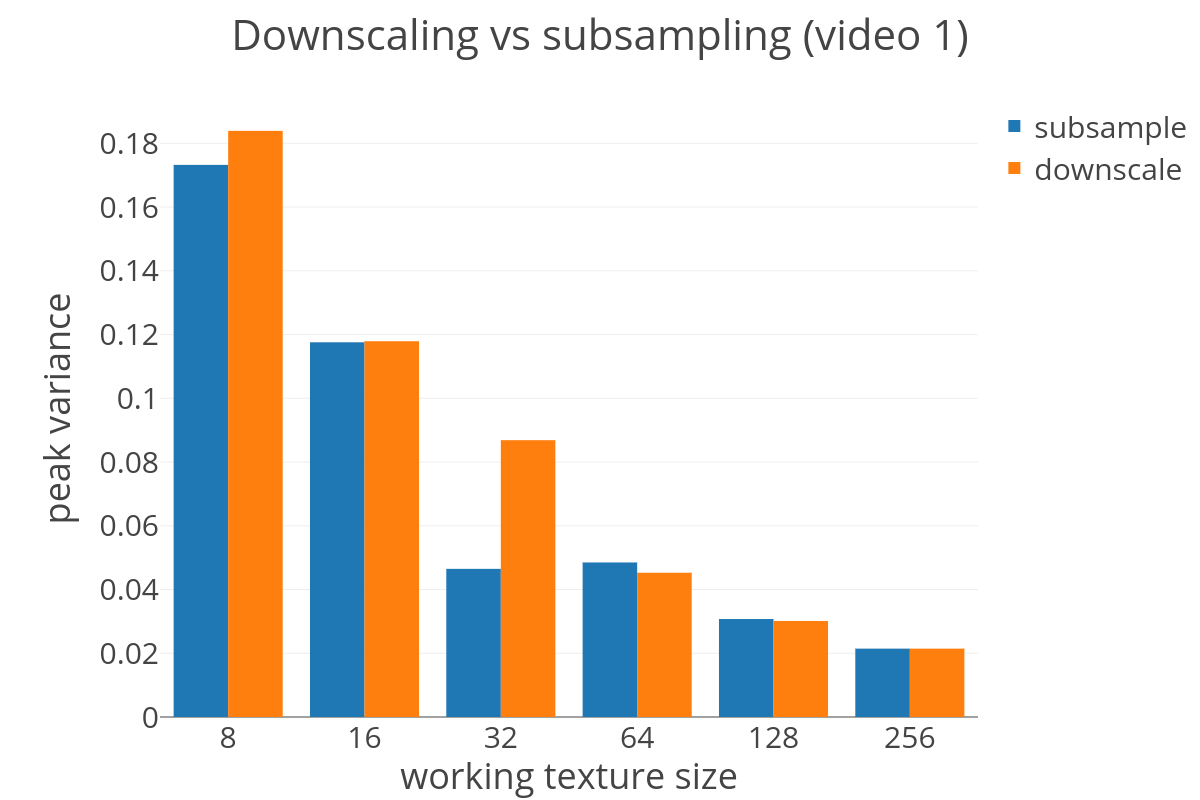 Downscaling vs subsampling (video 1)
subsample
downscale
peak variance
0.18
0.16
0.14
0.12
0.1
0.08
0.06
0.04
0.02
0
8 16 32 64 128 256
working texture size